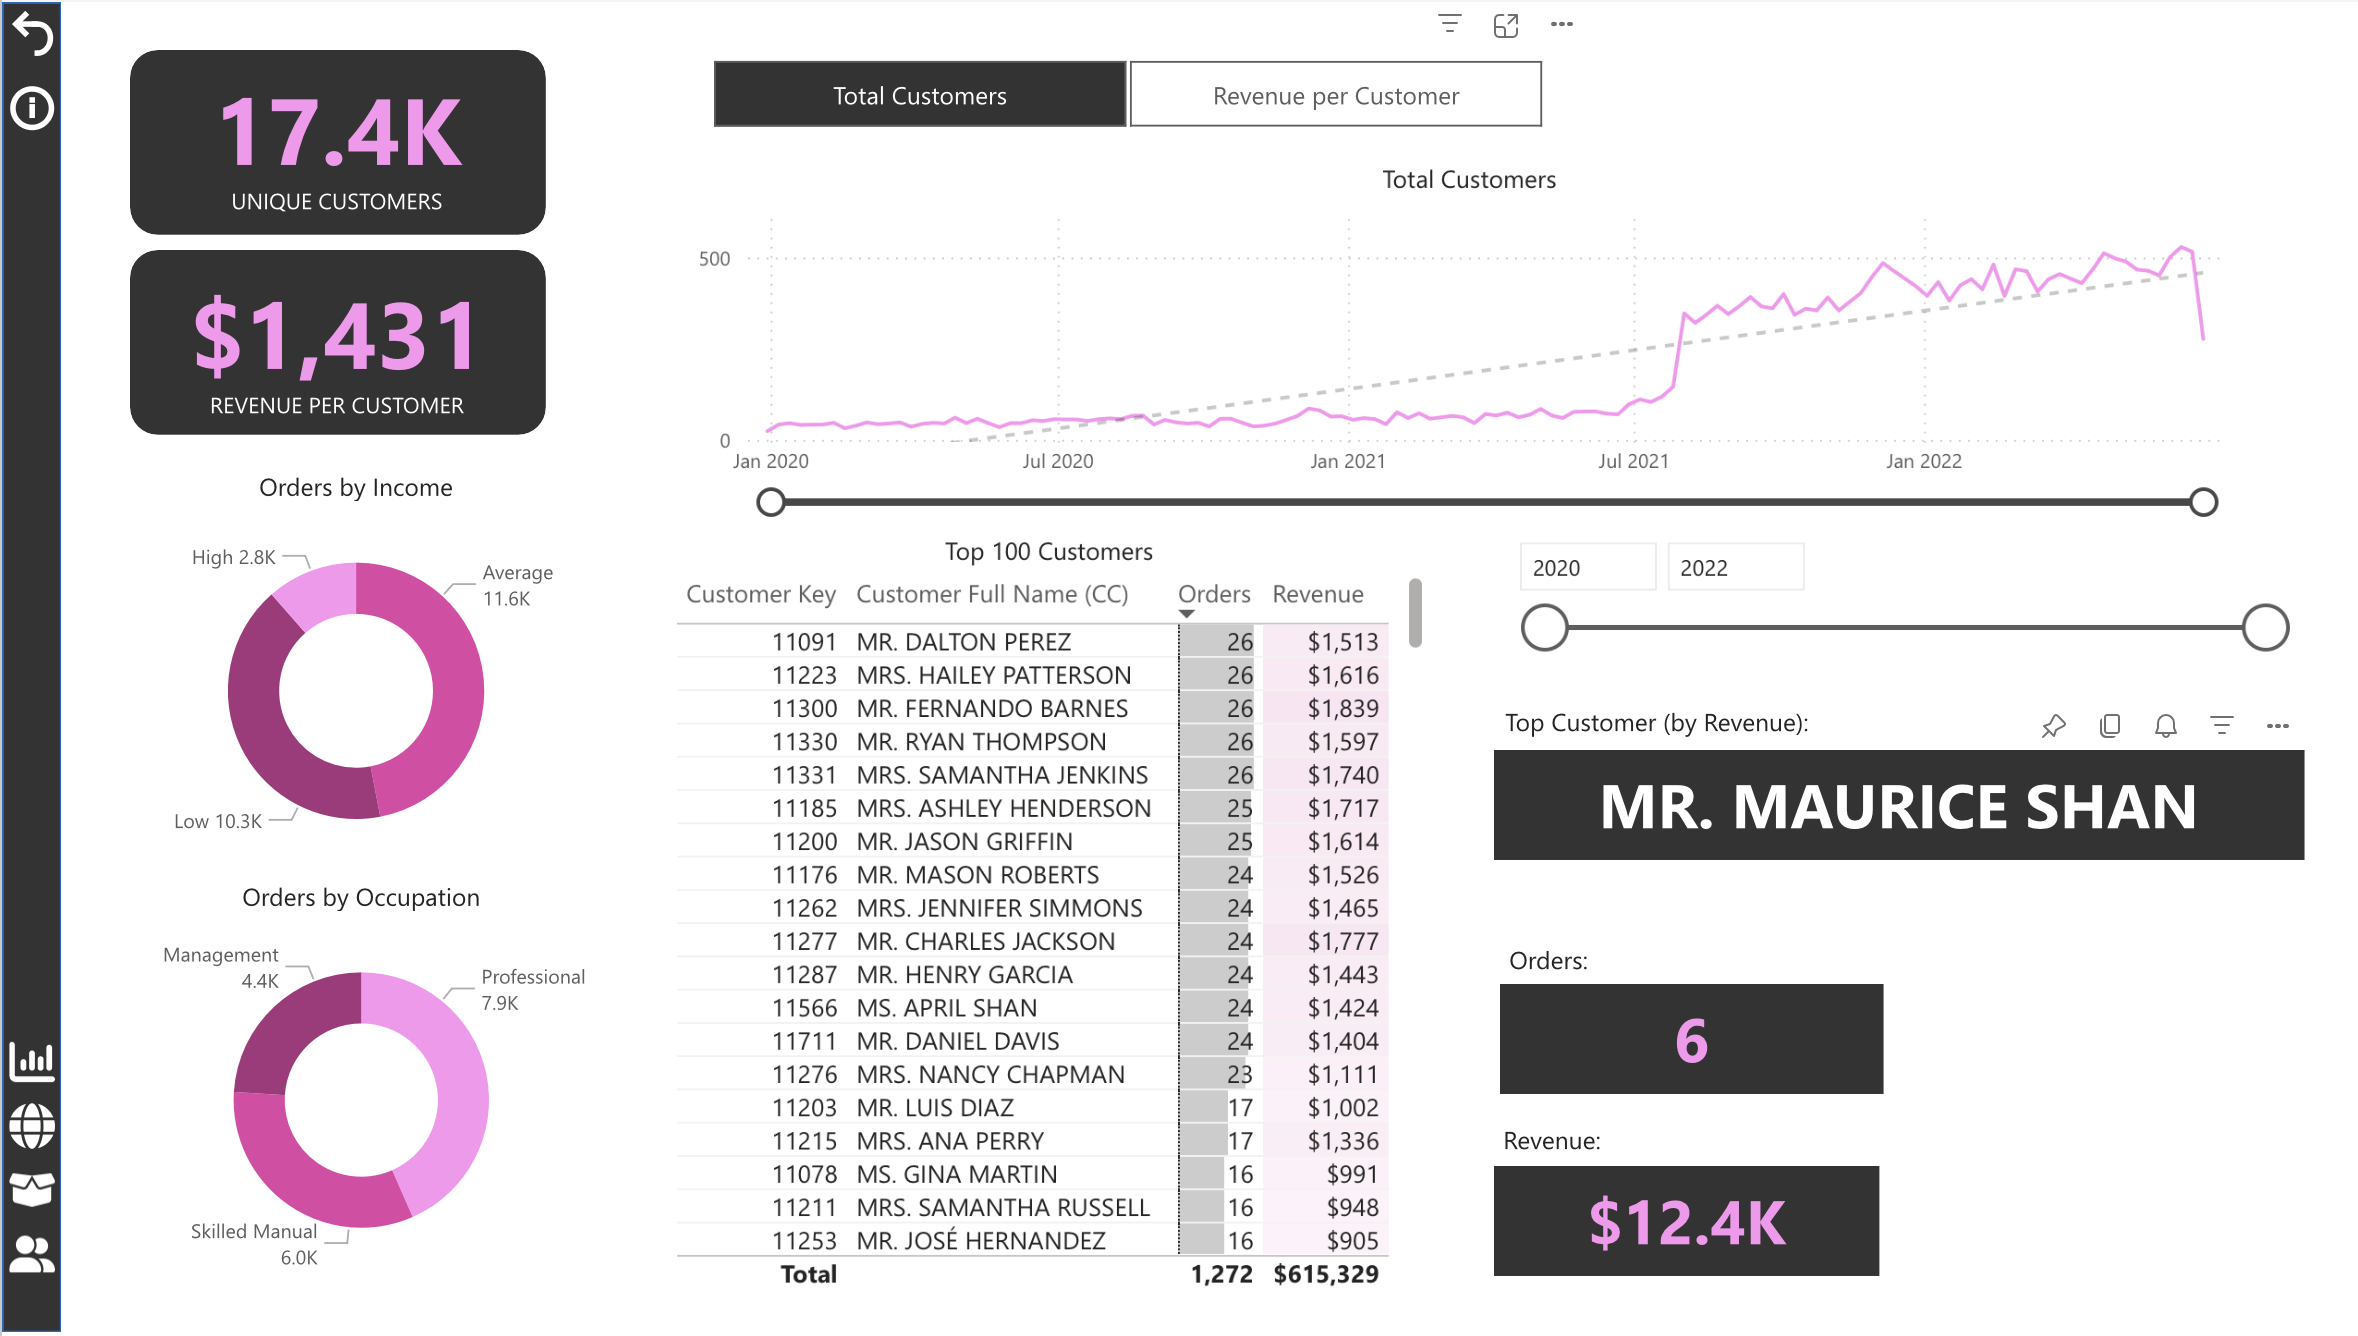 17.4K
UNIQUE CUSTOMERS
$1,431
REVENUE PER CUSTOMER
Orders by Income
High 2.8K
Average
11.6K
Low 10.3K
Orders by Occupation
Management
4.4K
Professional
7.9K
Skilled Manual
6.0K
Total Customers
Revenue per Customer
Total Customers
500
0
Jan 2020 Jul 2020 Jan 2021 Jul 2021 Jan 2022
Top 100 Customers
Customer Key Customer Full Name (CC) Orders Revenue
11091 MR. DALTON PEREZ 26 $1,513
11223 MRS. HAILEY PATTERSON 26 $1,616
11300 MR. FERNANDO BARNES 26 $1,839
11330 MR. RYAN THOMPSON 26 $1,597
11331 MRS. SAMANTHA JENKINS 26 $1,740
11185 MRS. ASHLEY HENDERSON 25 $1,717
11200 MR. JASON GRIFFIN 25 $1,614
11176 MR. MASON ROBERTS 24 $1,526
11262 MRS. JENNIFER SIMMONS 24 $1,465
11277 MR. CHARLES JACKSON 24 $1,777
11287 MR. HENRY GARCIA 24 $1,443
11566 MS. APRIL SHAN 24 $1,424
11711 MR. DANIEL DAVIS 24 $1,404
11276 MRS. NANCY CHAPMAN 23 $1,111
11203 MR. LUIS DIAZ 17 $1,002
11215 MRS. ANA PERRY 17 $1,336
11078 MS. GINA MARTIN 16 $991
11211 MRS. SAMANTHA RUSSELL 16 $948
11253 MR. JOSÉ HERNANDEZ 16 $905
Total 1,272 $615,329
2020 2022
Top Customer (by Revenue):
MR. MAURICE SHAN
Orders:
6
Revenue:
$12.4K